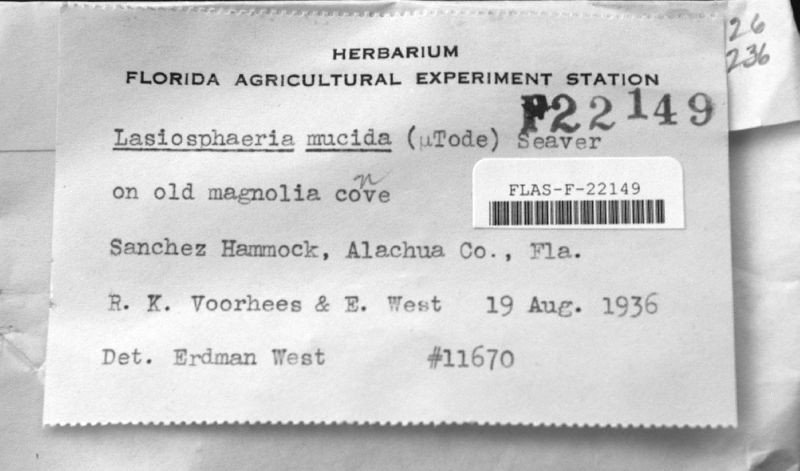 26
236
HERBARIUM
FLORIDA AGRICULTURAL EXPERIMENT STATION
F22149
Lasiosphaeria mucida (µTode) Seaver
on old magnolia cove
n
FLAS-F-22149
Sanchez Hammock, Alachua Co., Fla.
R. K. Voorhees & E. West 19 Aug. 1936
Det. Erdman West #11670